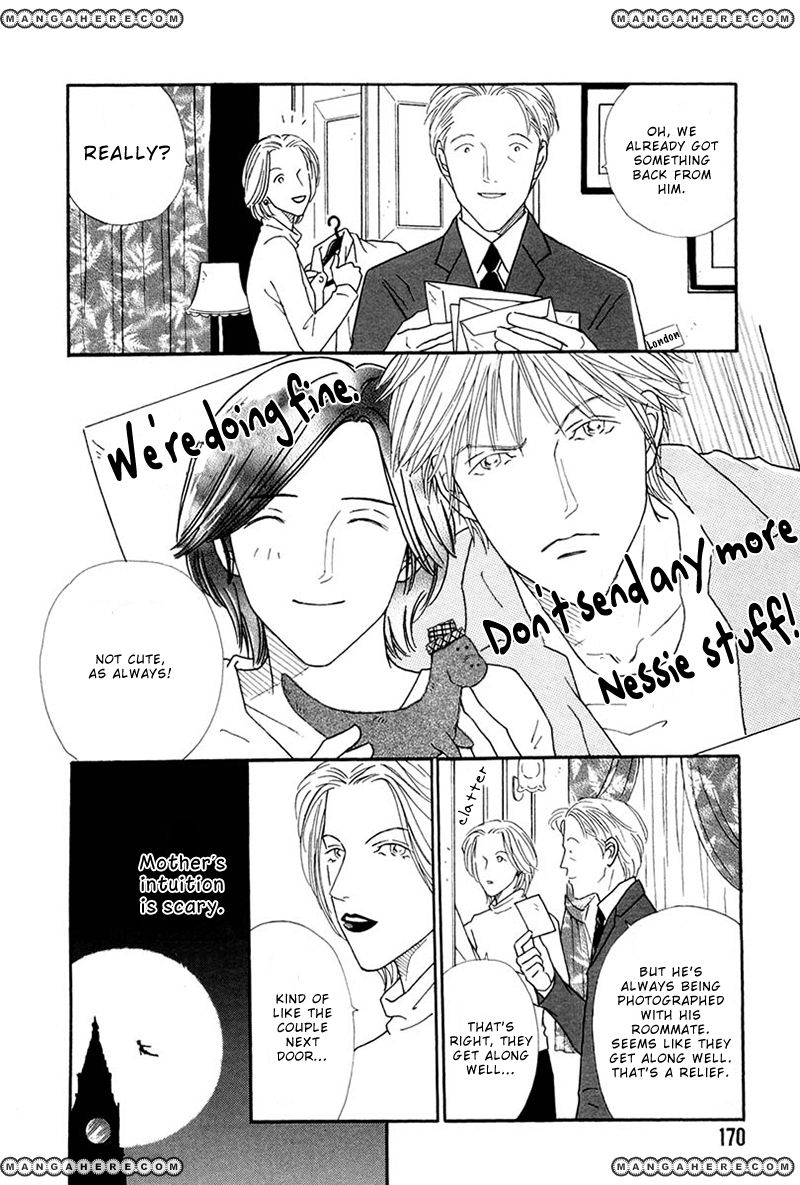 MANGAHERE.COM
MANGAHERE.COM
OH, WE
ALREADY GOT
SOMETHING
BACK FROM
HIM.
REALLY?
London
We're doing fine.
Don't send any more
Nessie stuff!
NOT CUTE,
AS ALWAYS!
clatter
BUT HE'S
ALWAYS BEING
PHOTOGRAPHED
WITH HIS
ROOMMATE.
SEEMS LIKE THEY
GET ALONG WELL.
THAT'S A RELIEF.
THAT'S
RIGHT, THEY
GET ALONG
WELL...
KIND OF
LIKE THE
COUPLE
NEXT
DOOR...
Mother's
intuition
is scary.
170
MANGAHERE.COM
MANGAHERE.COM